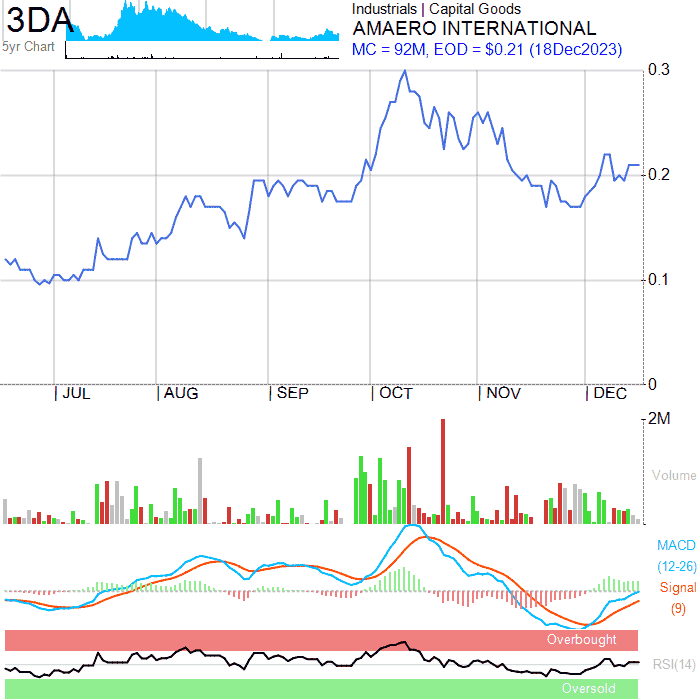 3DA
5yr Chart
Industrials | Capital Goods
AMAERO INTERNATIONAL
MC = 92M, EOD = $0.21 (18Dec2023)
0.3
0.2
0.1
0
JUL AUG SEP OCT NOV DEC
2M
Volume
MACD
(12-26)
Signal
(9)
Overbought
RSI(14)
Oversold